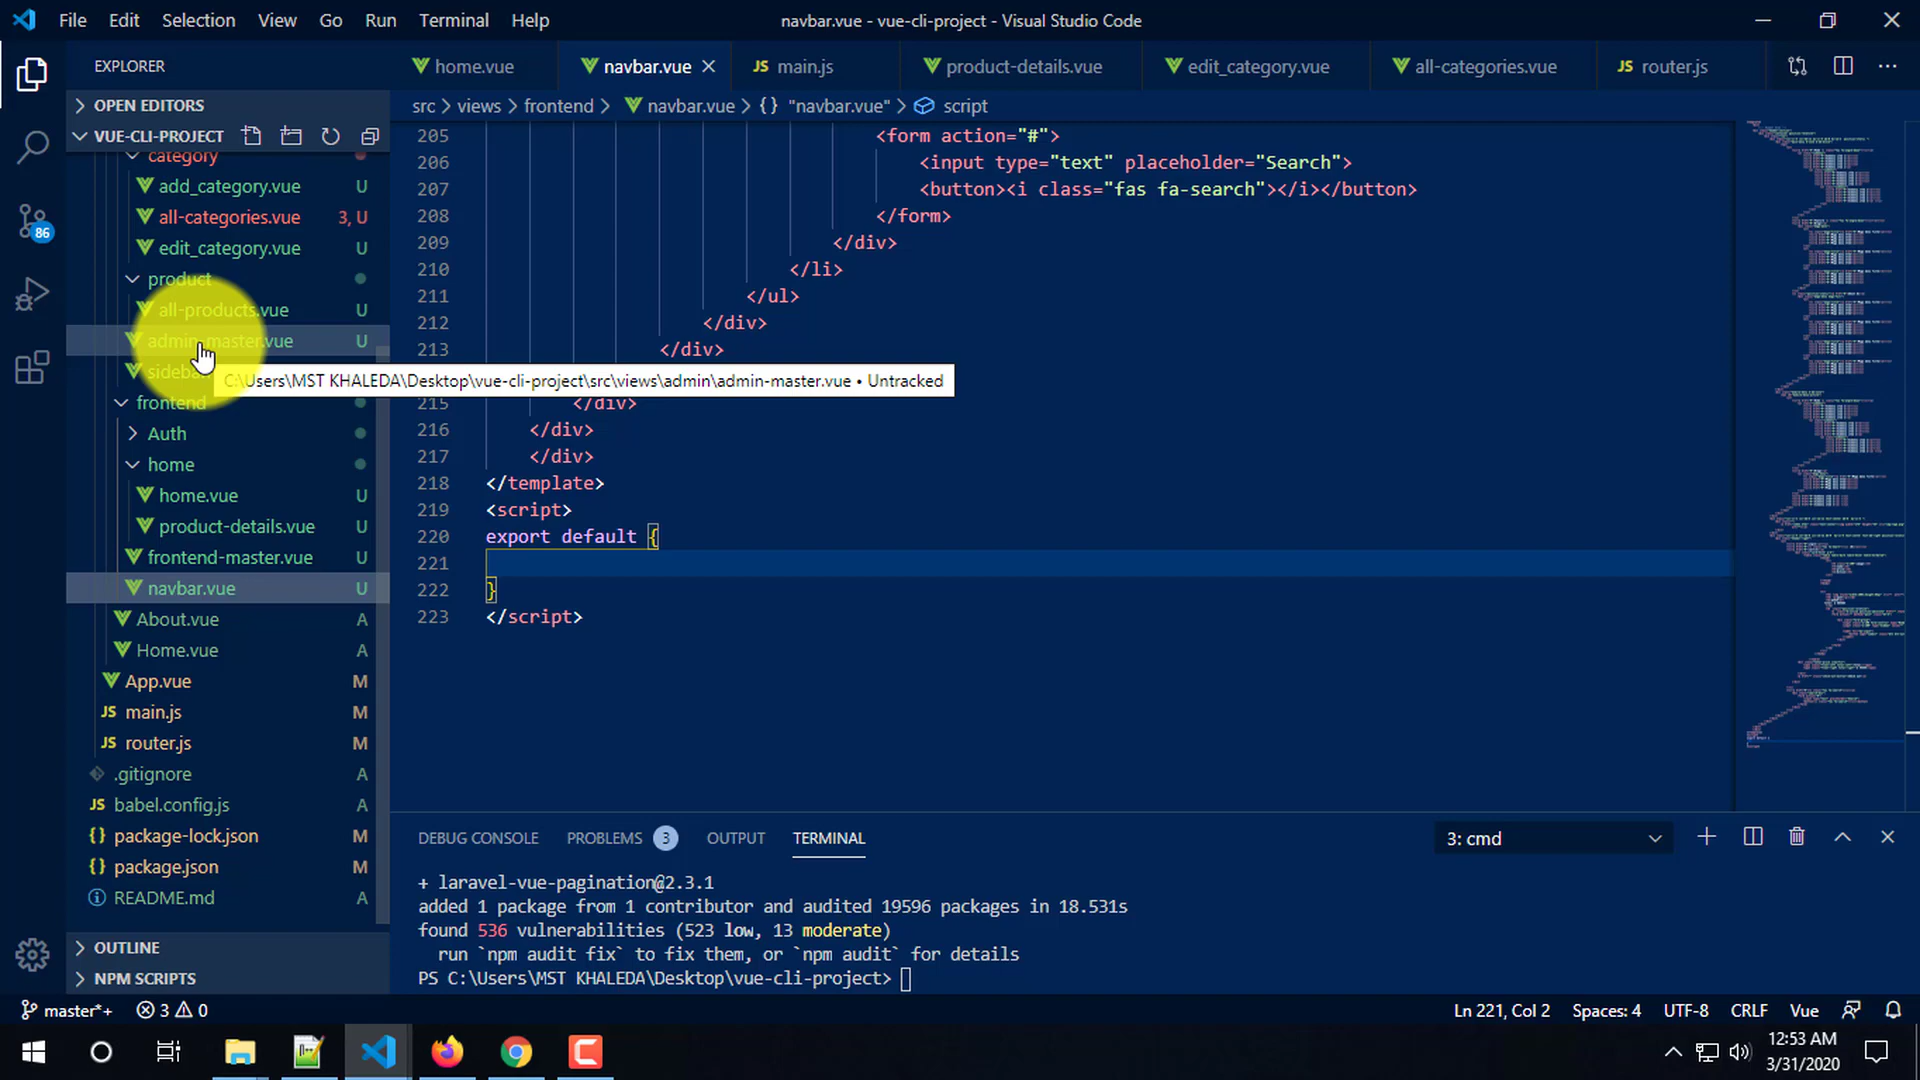 File Edit Selection View Go Run Terminal Help
navbar.vue - vue-cli-project - Visual Studio Code
EXPLORER
home.vue
navbar.vue
JS main.js
product-details.vue
edit_category.vue
all-categories.vue
JS router.js
OPEN EDITORS
VUE-CLI-PROJECT
src > views > frontend > navbar.vue > {} "navbar.vue" > script
category
add_category.vue U
all-categories.vue 3, U
edit_category.vue U
product
all-products.vue U
admin-master.vue U
frontend
Auth
home
home.vue U
product-details.vue U
frontend-master.vue U
navbar.vue U
About.vue A
Home.vue A
App.vue M
JS main.js M
JS router.js M
.gitignore A
JS babel.config.js A
{} package-lock.json M
{} package.json M
README.md A
OUTLINE
NPM SCRIPTS
86
C:\Users\MST KHALEDA\Desktop\vue-cli-project\src\views\admin\admin-master.vue • Untracked
205 <form action="#">
206 <input type="text" placeholder="Search">
207 <button><i class="fas fa-search"></i></button>
208 </form>
209 </div>
210 </li>
211 </ul>
212 </div>
213 </div>
215 </div>
216 </div>
217 </div>
218 </template>
219 <script>
220 export default {
221
222 }
223 </script>
DEBUG CONSOLE PROBLEMS 3 OUTPUT TERMINAL
3: cmd
+ laravel-vue-pagination@2.3.1
added 1 package from 1 contributor and audited 19596 packages in 18.531s
found 536 vulnerabilities (523 low, 13 moderate)
run `npm audit fix` to fix them, or `npm audit` for details
PS C:\Users\MST KHALEDA\Desktop\vue-cli-project>
master*+ 3 0
Ln 221, Col 2 Spaces: 4 UTF-8 CRLF Vue
12:53 AM
3/31/2020